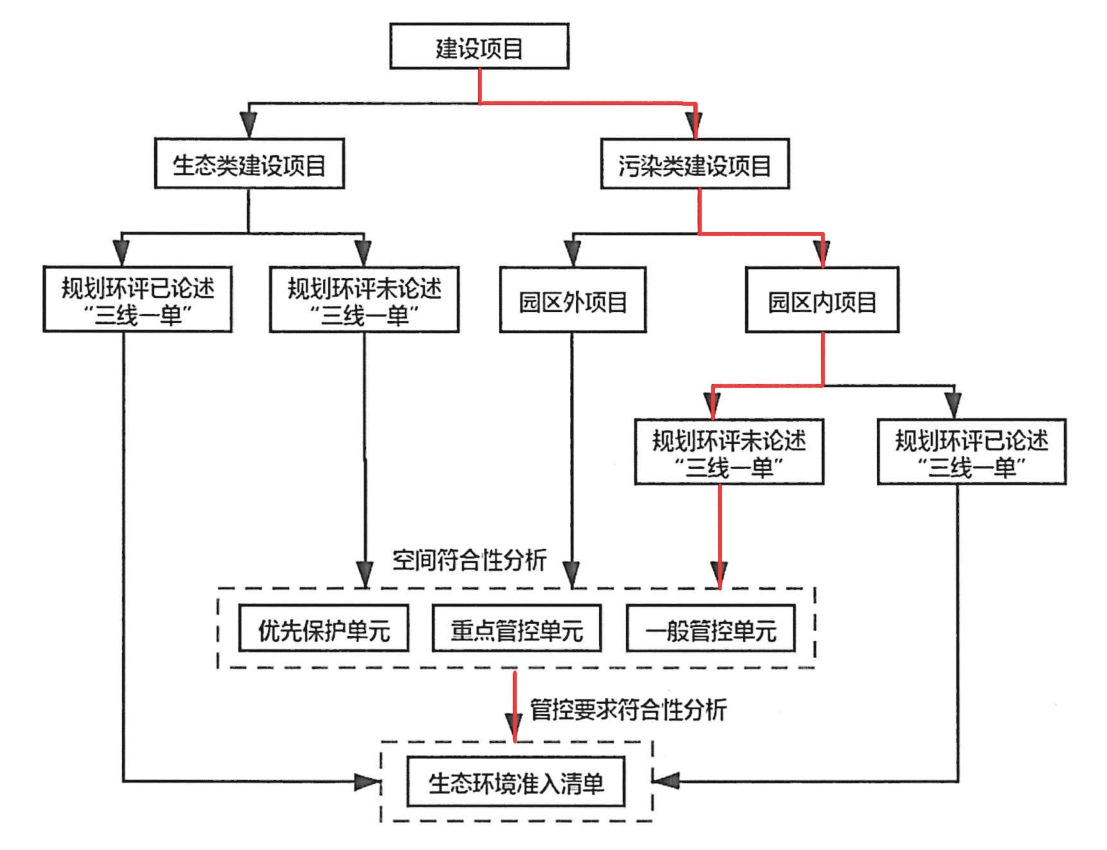 建设项目
生态类建设项目
污染类建设项目
规划环评已论述
“三线一单”
规划环评未论述
“三线一单”
园区外项目
园区内项目
规划环评未论述
“三线一单”
规划环评已论述
“三线一单”
空间符合性分析
优先保护单元
重点管控单元
一般管控单元
管控要求符合性分析
生态环境准入清单